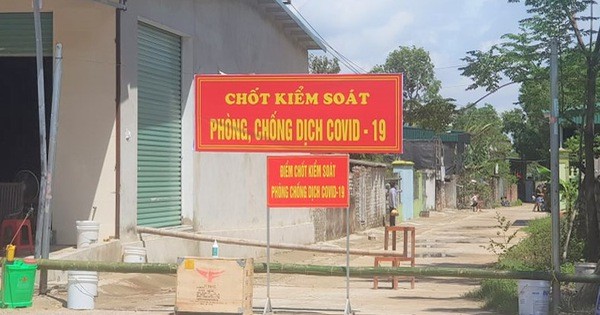 CHỐT KIỂM SOÁT
PHÒNG, CHỐNG DỊCH COVID - 19
ĐIỂM CHỐT KIỂM SOÁT
PHÒNG CHỐNG DỊCH COVID-19